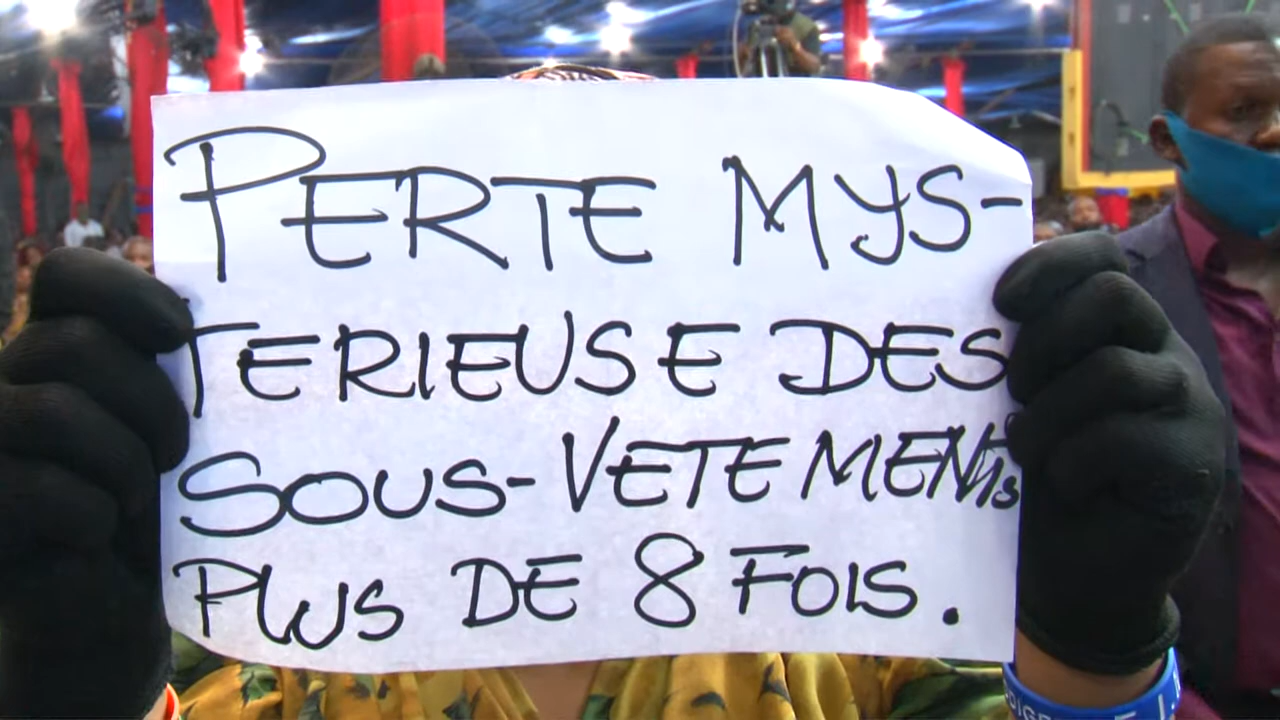 PERTE MYS-
TERIEUSE DES
SOUS-VETEMENTS
PLUS DE 8 FOIS.